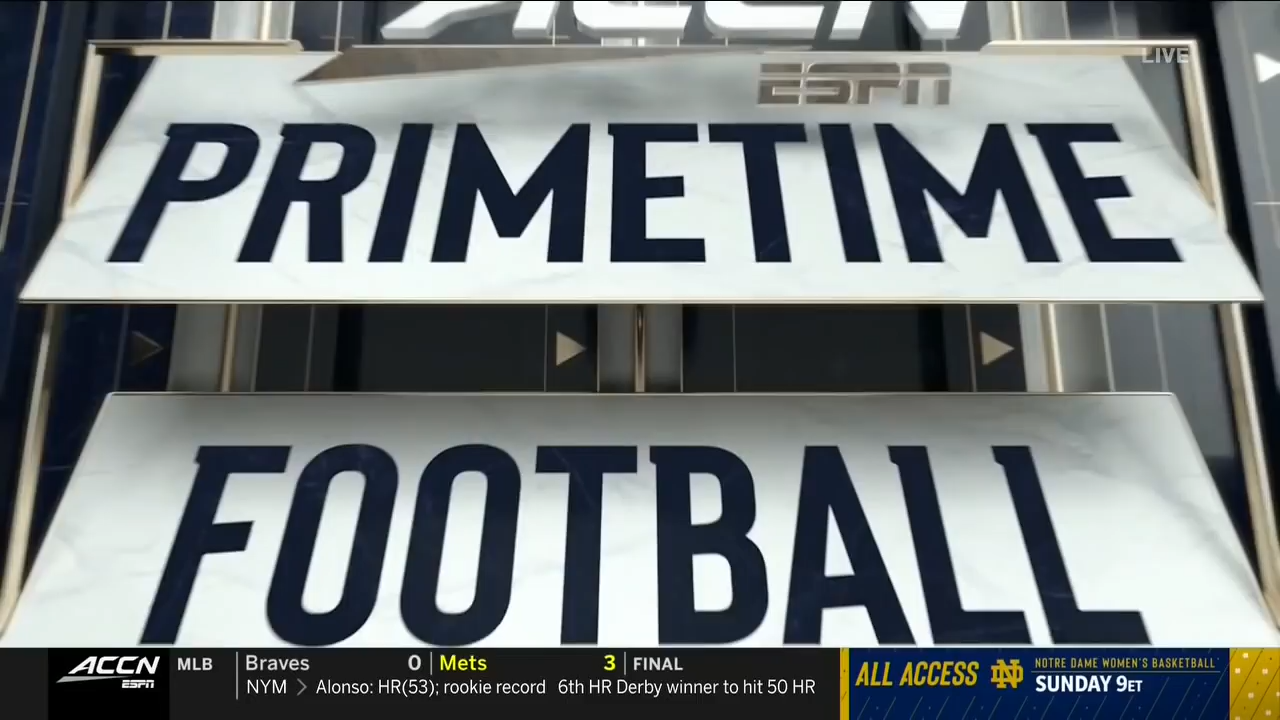 ACCN
LIVE
ESPN
PRIMETIME
FOOTBALL
ACCN
ESPN
MLB
Braves 0
Mets 3
FINAL
NYM > Alonso: HR(53); rookie record 6th HR Derby winner to hit 50 HR
ALL ACCESS
ND
NOTRE DAME WOMEN'S BASKETBALL
SUNDAY 9ET